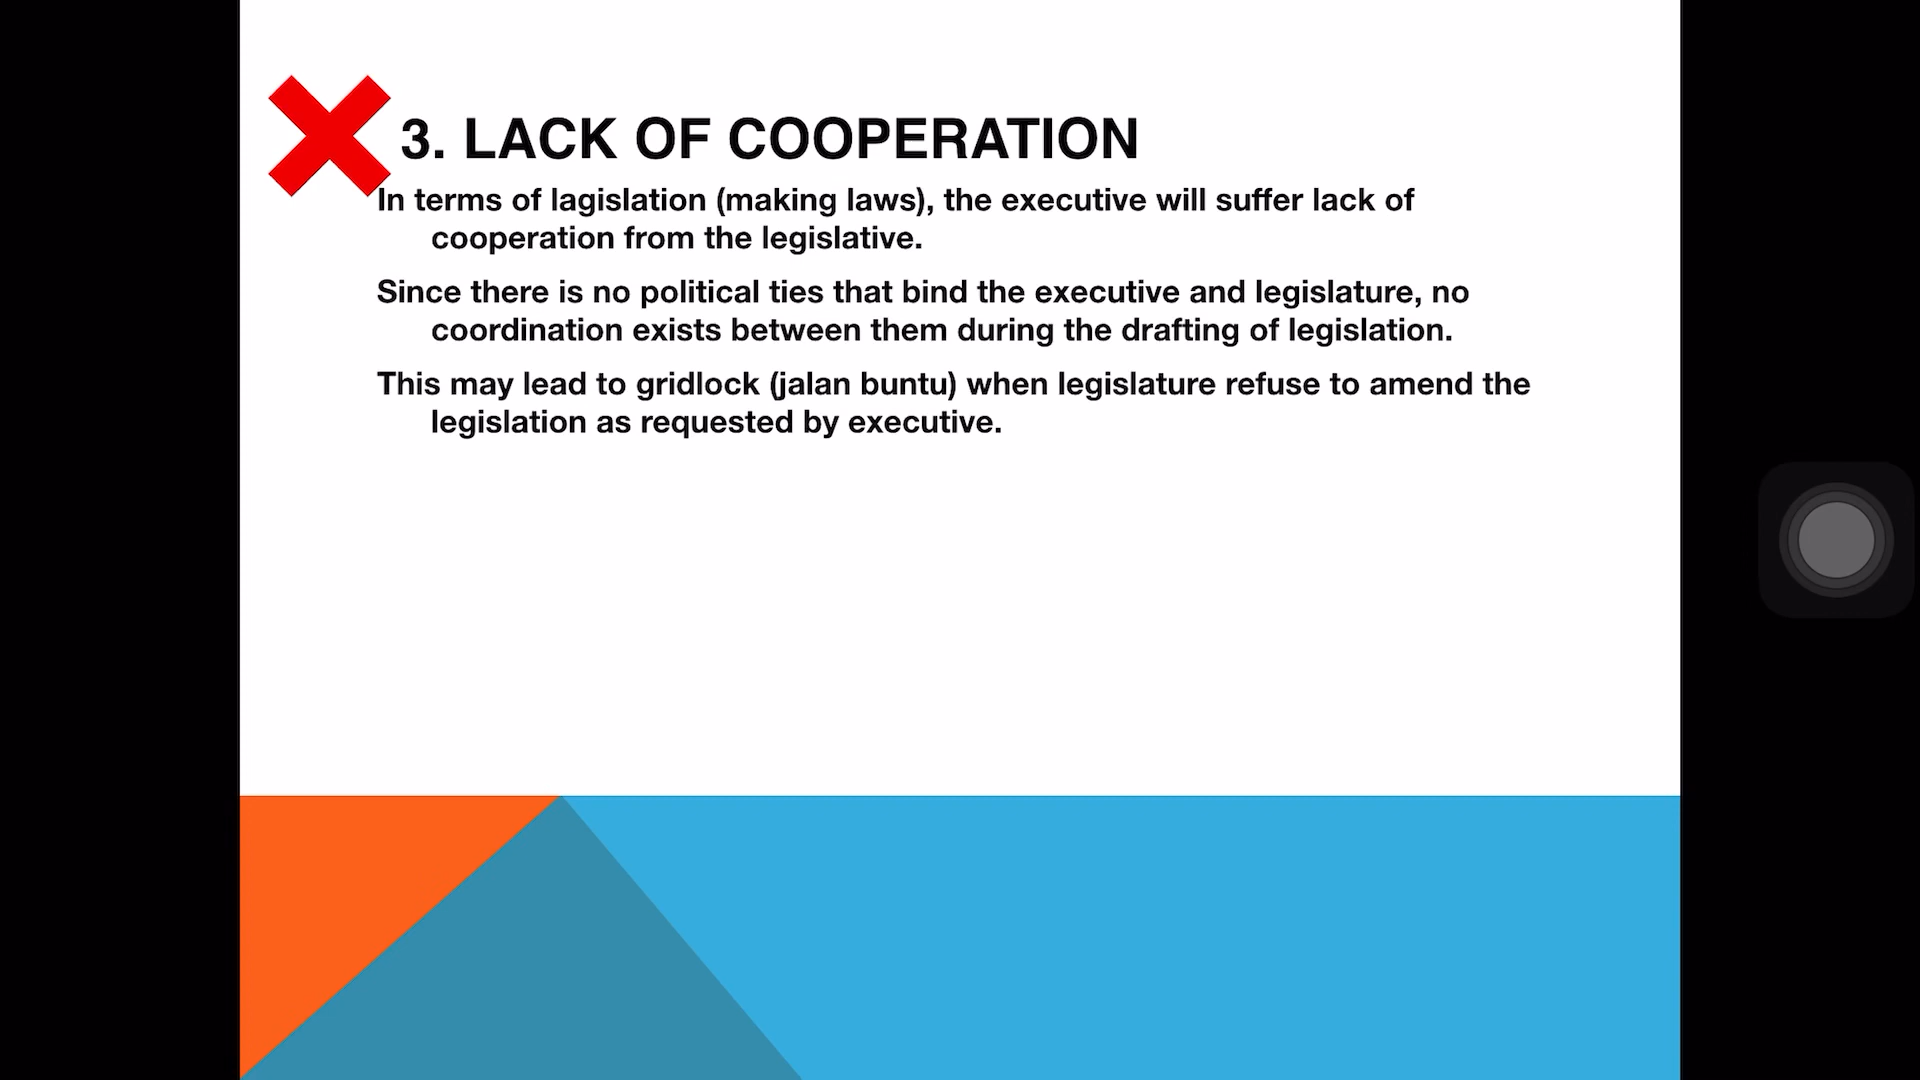 3. LACK OF COOPERATION
In terms of lagislation (making laws), the executive will suffer lack of
cooperation from the legislative.
Since there is no political ties that bind the executive and legislature, no
coordination exists between them during the drafting of legislation.
This may lead to gridlock (jalan buntu) when legislature refuse to amend the
legislation as requested by executive.